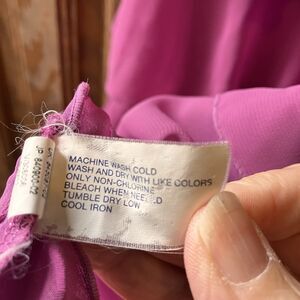 MACHINE WASH COLD
WASH AND DRY WITH LIKE COLORS
ONLY NON-CHLORINE
BLEACH WHEN NEEDED
TUMBLE DRY LOW
COOL IRON